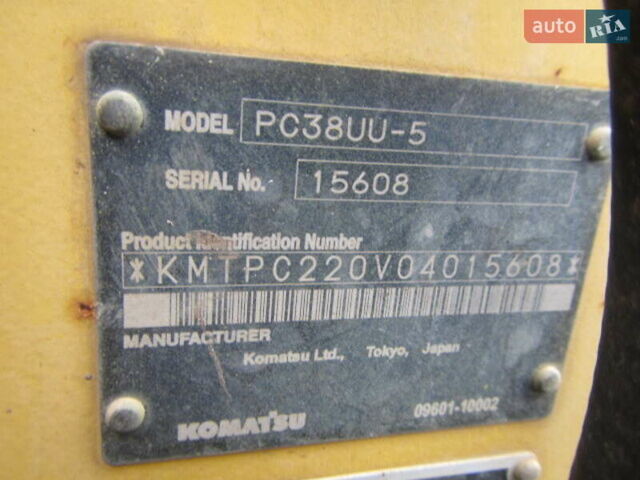 auto RIA.com
MODEL PC38UU-5
SERIAL No. 15608
Product Identification Number
*KMTPC220V04015608*
MANUFACTURER
Komatsu Ltd., Tokyo, Japan
KOMATSU
09601-10002